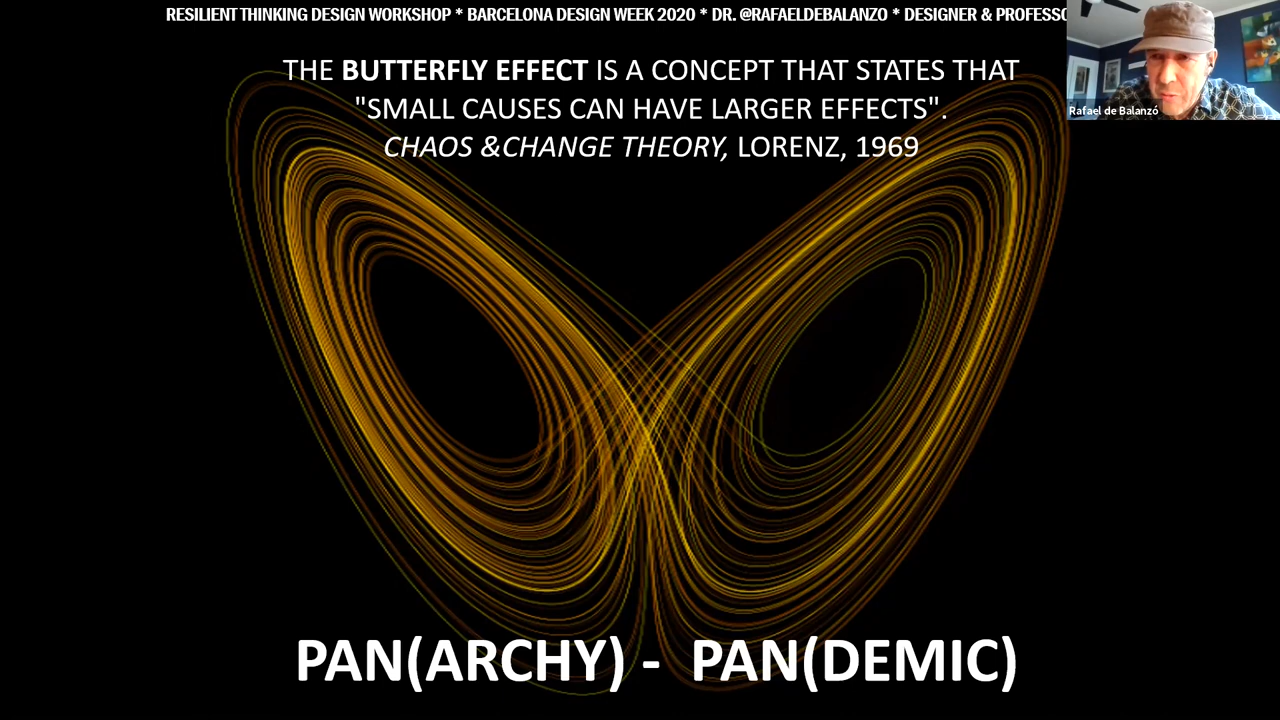 RESILIENT THINKING DESIGN WORKSHOP * BARCELONA DESIGN WEEK 2020 * DR. @RAFAELDEBALANZO * DESIGNER & PROFESSO
Rafael de Balanzó
THE BUTTERFLY EFFECT IS A CONCEPT THAT STATES THAT
"SMALL CAUSES CAN HAVE LARGER EFFECTS".
CHAOS &CHANGE THEORY, LORENZ, 1969
PAN(ARCHY) - PAN(DEMIC)